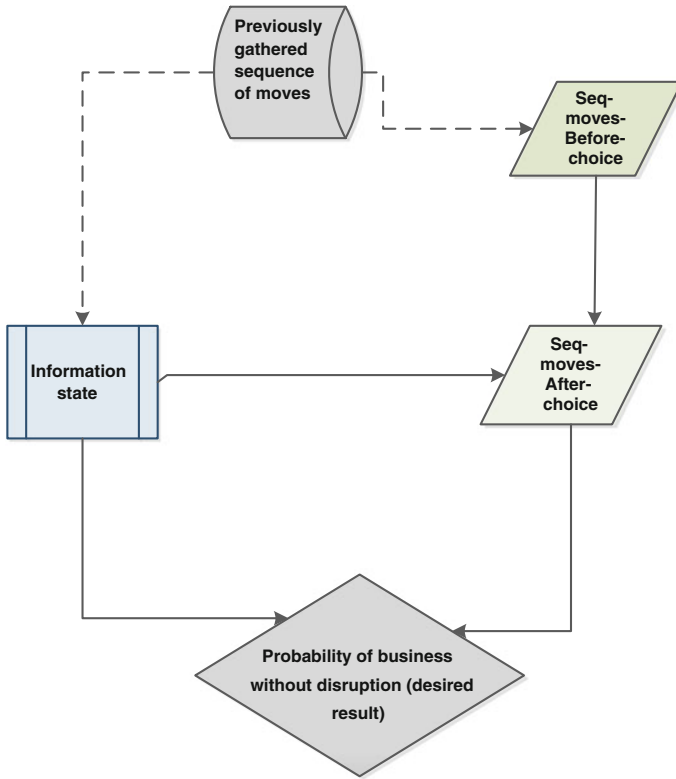 Previously
gathered
sequence
of moves
Seq-
moves-
Before-
choice
Information
state
Seq-
moves-
After-
choice
Probability of business
without disruption (desired
result)